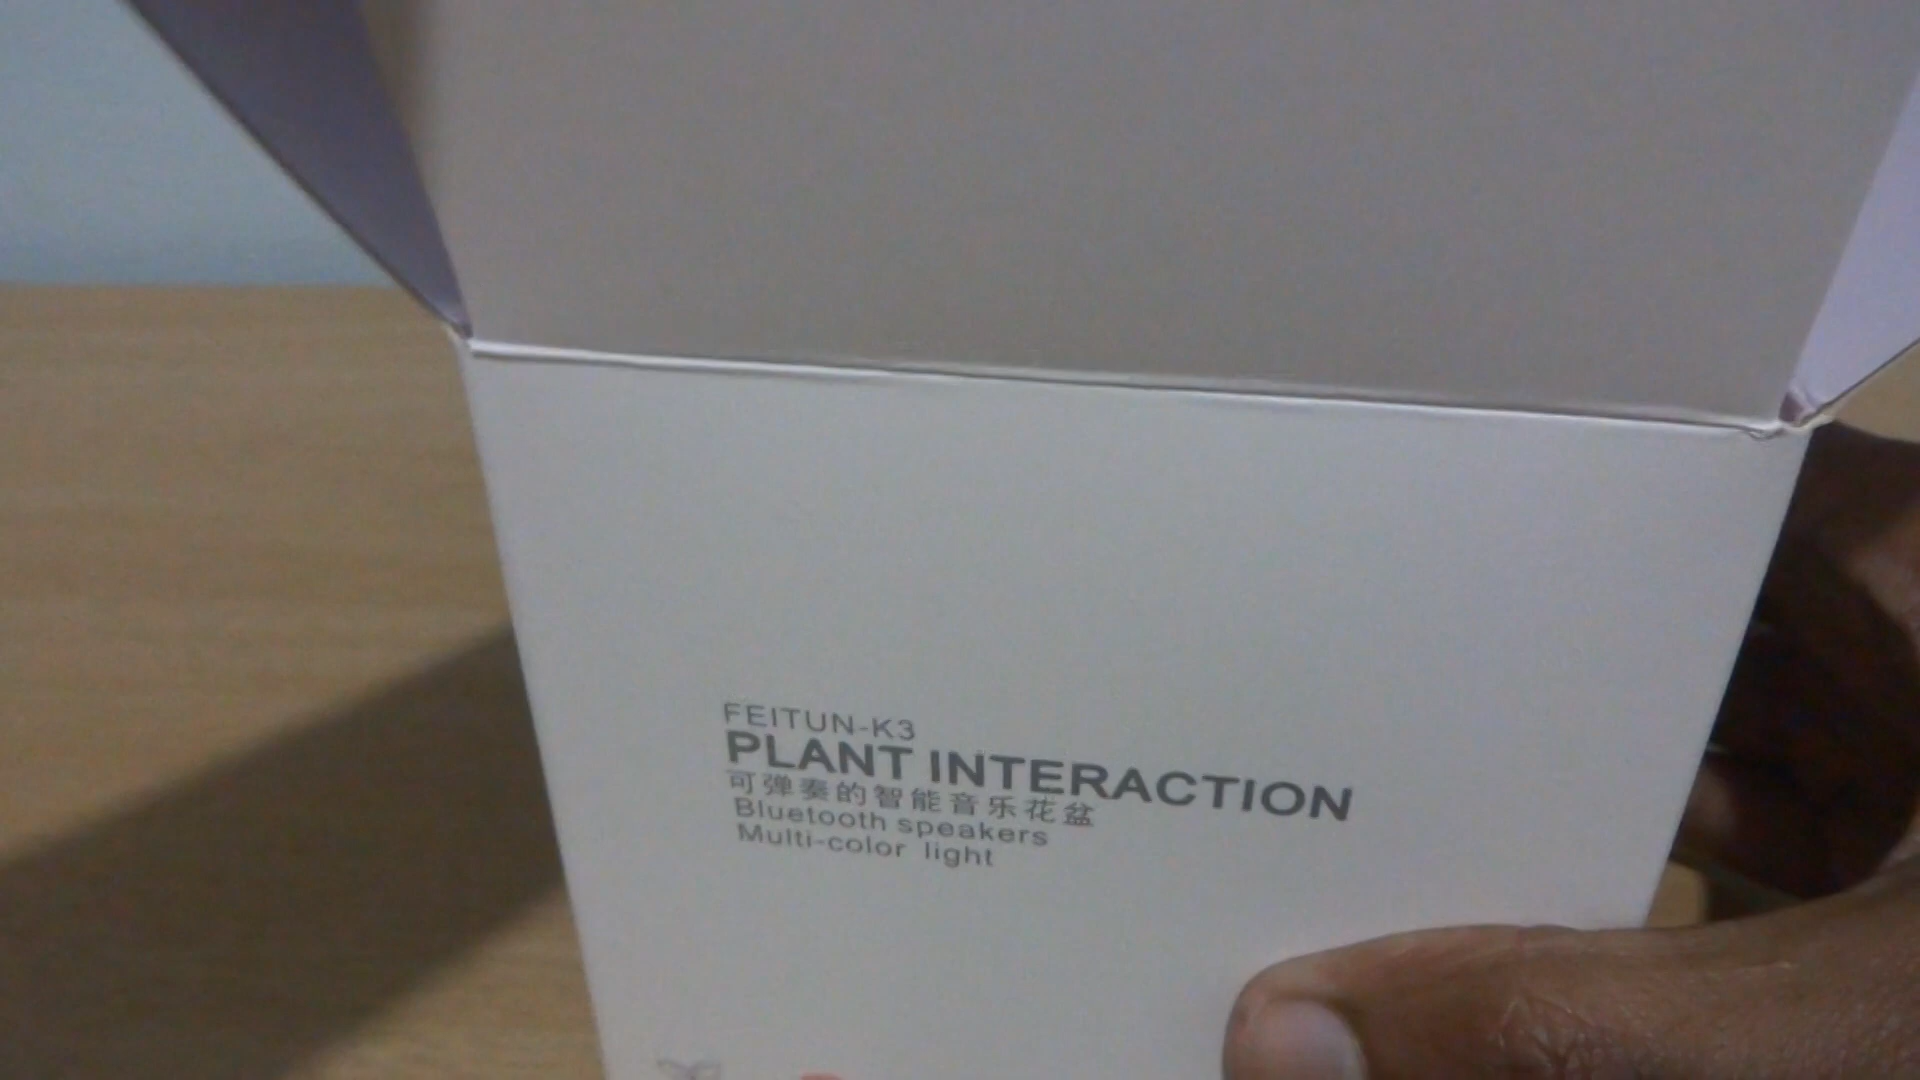 FEITUN-K3
PLANT INTERACTION
可弹奏的智能音乐花盆
Bluetooth speakers
Multi-color light